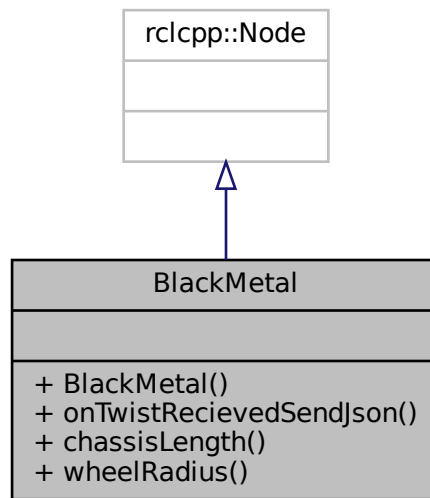 rclcpp::Node
BlackMetal
+ BlackMetal()
+ onTwistRecievedSendJson()
+ chassisLength()
+ wheelRadius()